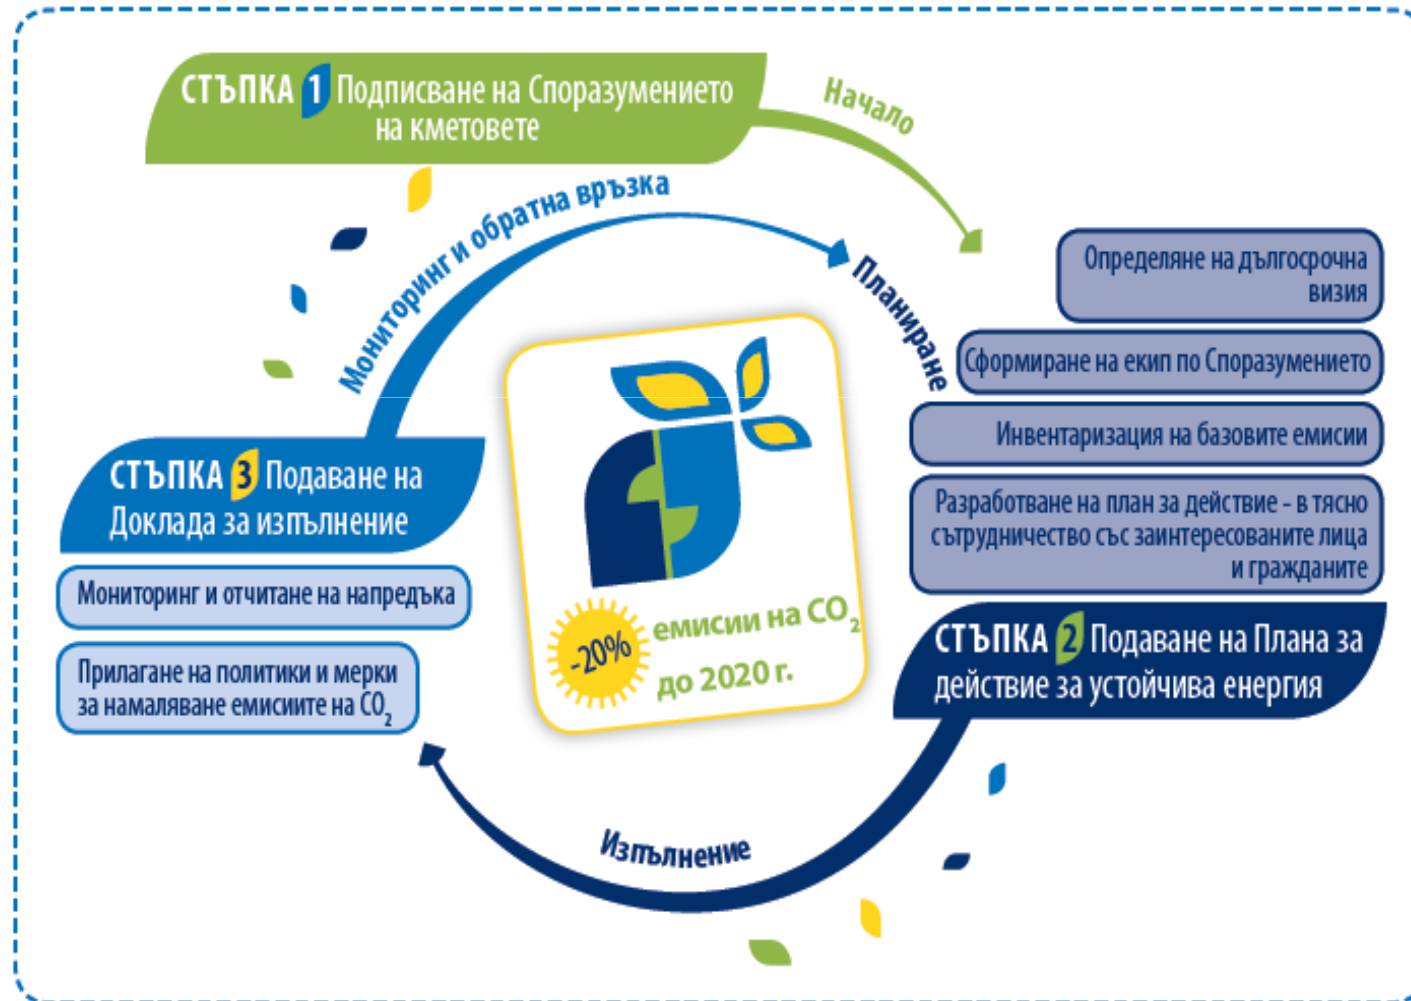 СТЪПКА 1 Подписване на Споразумението
на кметовете
Начало
Мониторинг и обратна връзка
Планиране
Определяне на дългосрочна
визия
Сформиране на екип по Споразумението
Инвентаризация на базовите емисии
Разработване на план за действие - в тясно
сътрудничество със заинтересованите лица
и гражданите
СТЪПКА 2 Подаване на Плана за
действие за устойчива енергия
СТЪПКА 3 Подаване на
Доклада за изпълнение
Мониторинг и отчитане на напредъка
Прилагане на политики и мерки
за намаляване емисиите на CO₂
-20% емисии на CO₂
до 2020 г.
Изпълнение